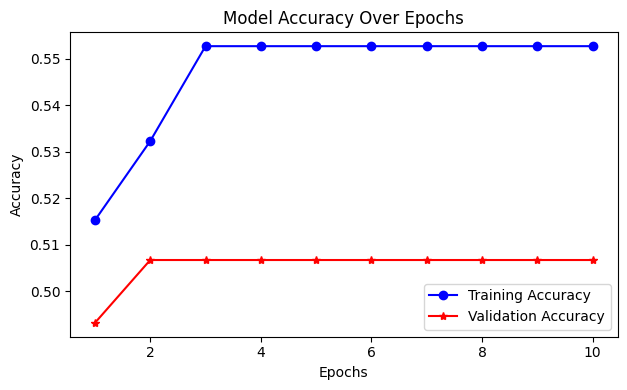 Model Accuracy Over Epochs
0.55
0.54
0.53
0.52
0.51
0.50
Accuracy
2
4
6
8
10
Epochs
Training Accuracy
Validation Accuracy